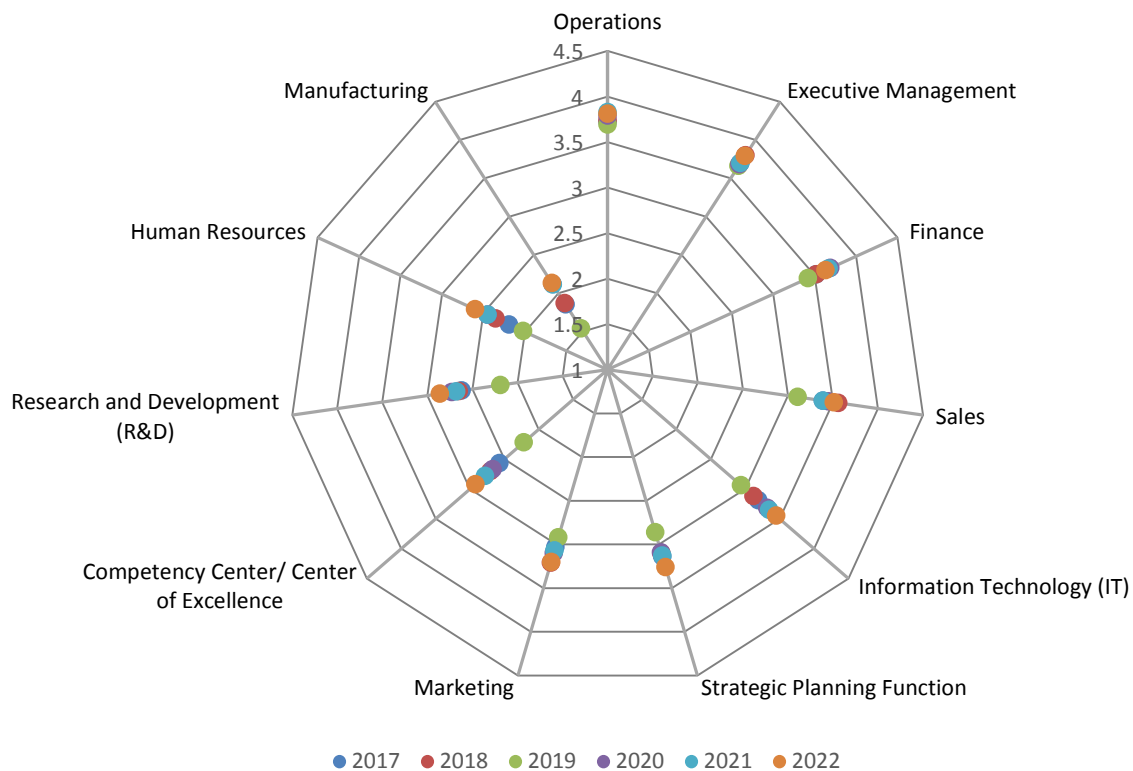 Operations
4.5
Manufacturing
Executive Management
4
3.5
3
Human Resources
Finance
2.5
2
1.5
1
Research and Development
(R&D)
Sales
Competency Center/ Center
of Excellence
Information Technology (IT)
Marketing
Strategic Planning Function
2017 2018 2019 2020 2021 2022